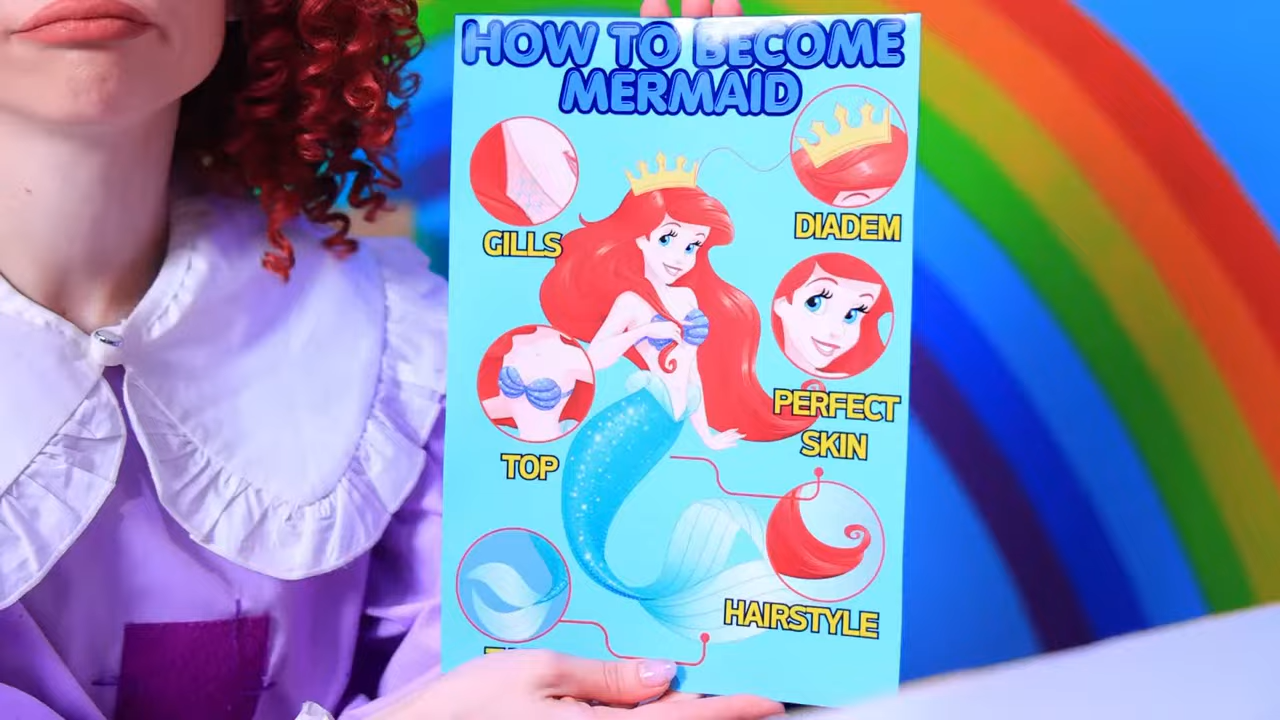 HOW TO BECOME
MERMAID
GILLS
DIADEM
PERFECT
SKIN
TOP
HAIRSTYLE